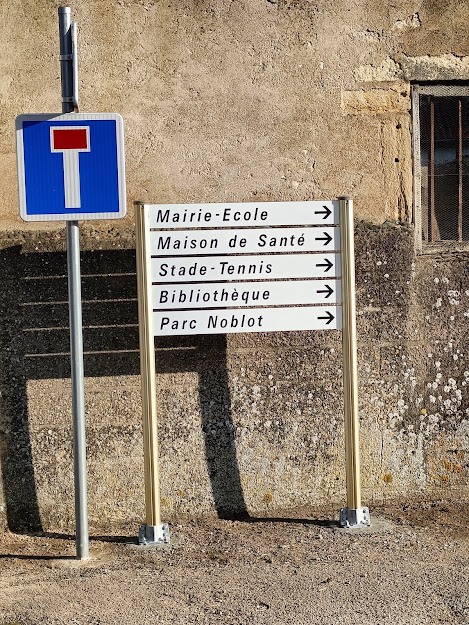 Mairie-Ecole →
Maison de Santé →
Stade-Tennis →
Bibliothèque →
Parc Noblot →